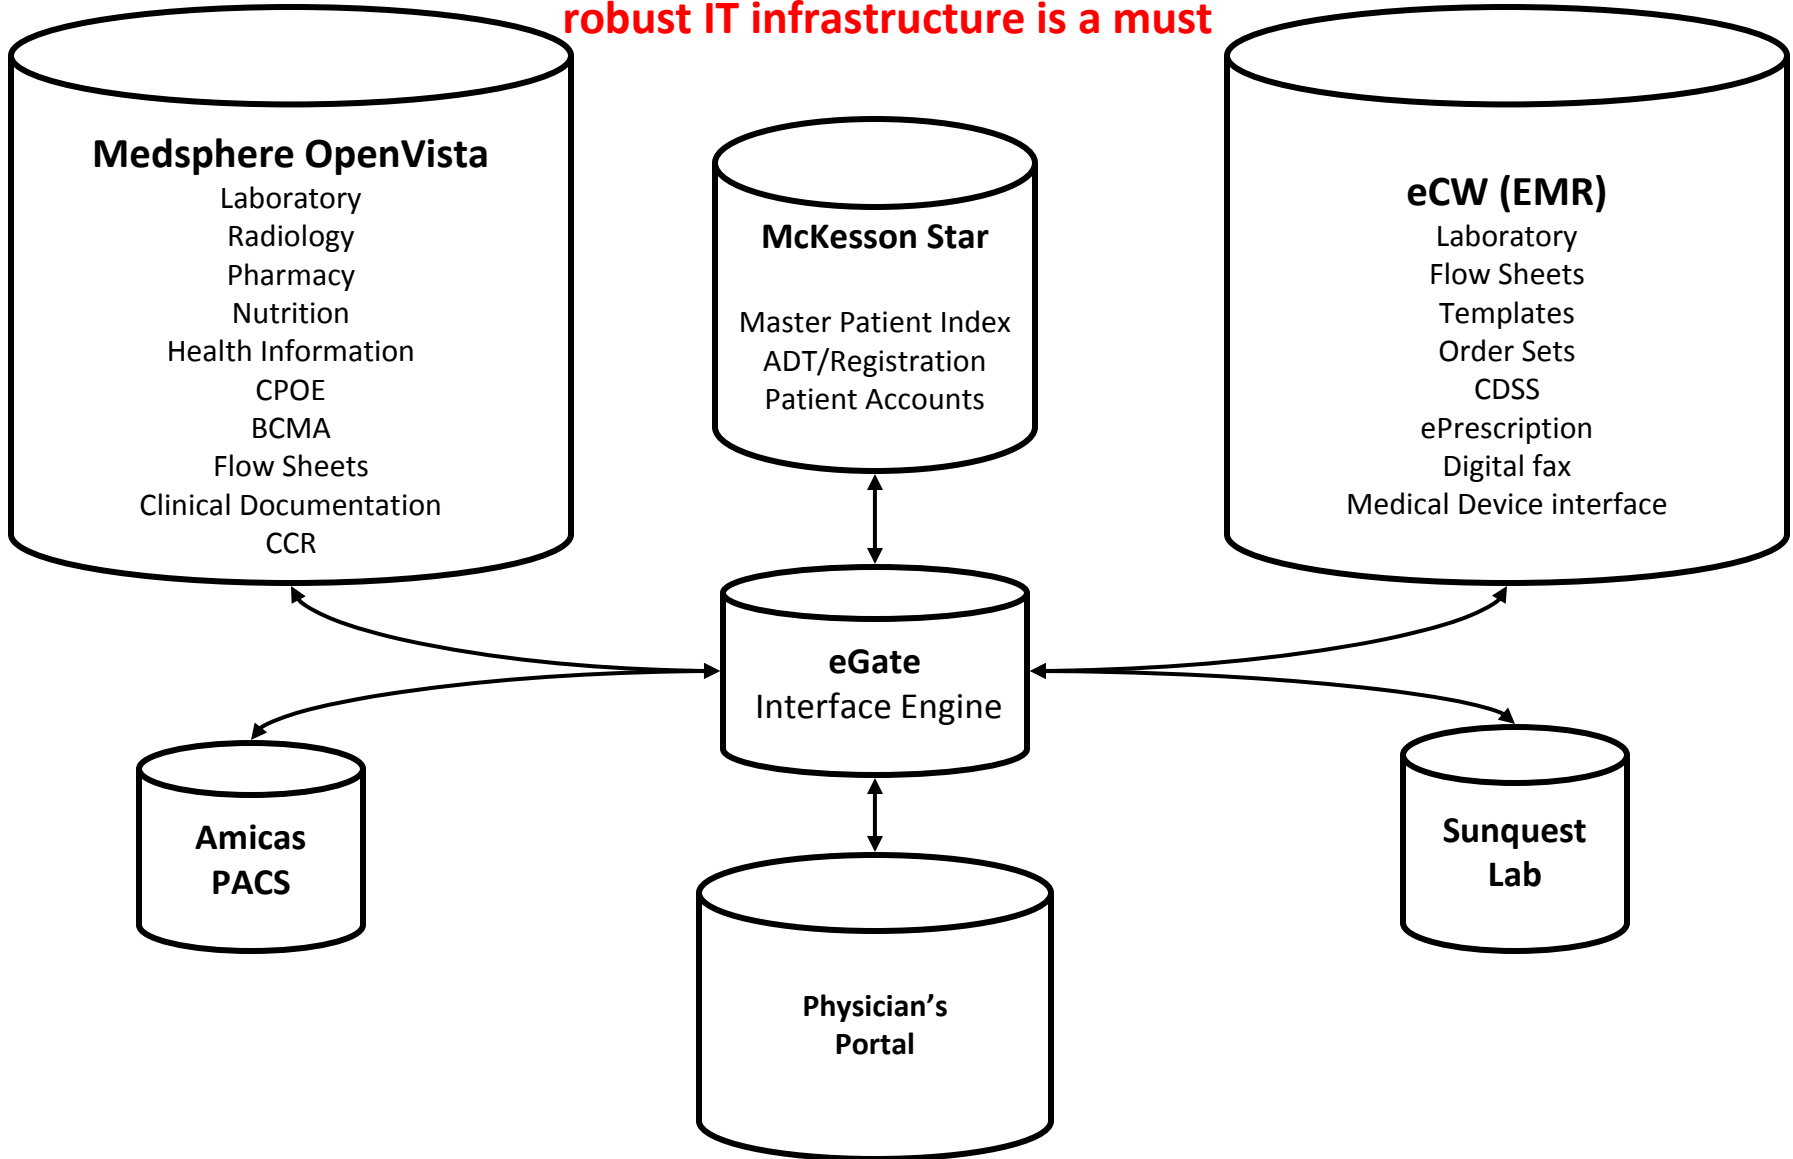 robust IT infrastructure is a must
Medsphere OpenVista
Laboratory
Radiology
Pharmacy
Nutrition
Health Information
CPOE
BCMA
Flow Sheets
Clinical Documentation
CCR
McKesson Star
Master Patient Index
ADT/Registration
Patient Accounts
eCW (EMR)
Laboratory
Flow Sheets
Templates
Order Sets
CDSS
ePrescription
Digital fax
Medical Device interface
eGate
Interface Engine
Amicas
PACS
Physician’s
Portal
Sunquest
Lab